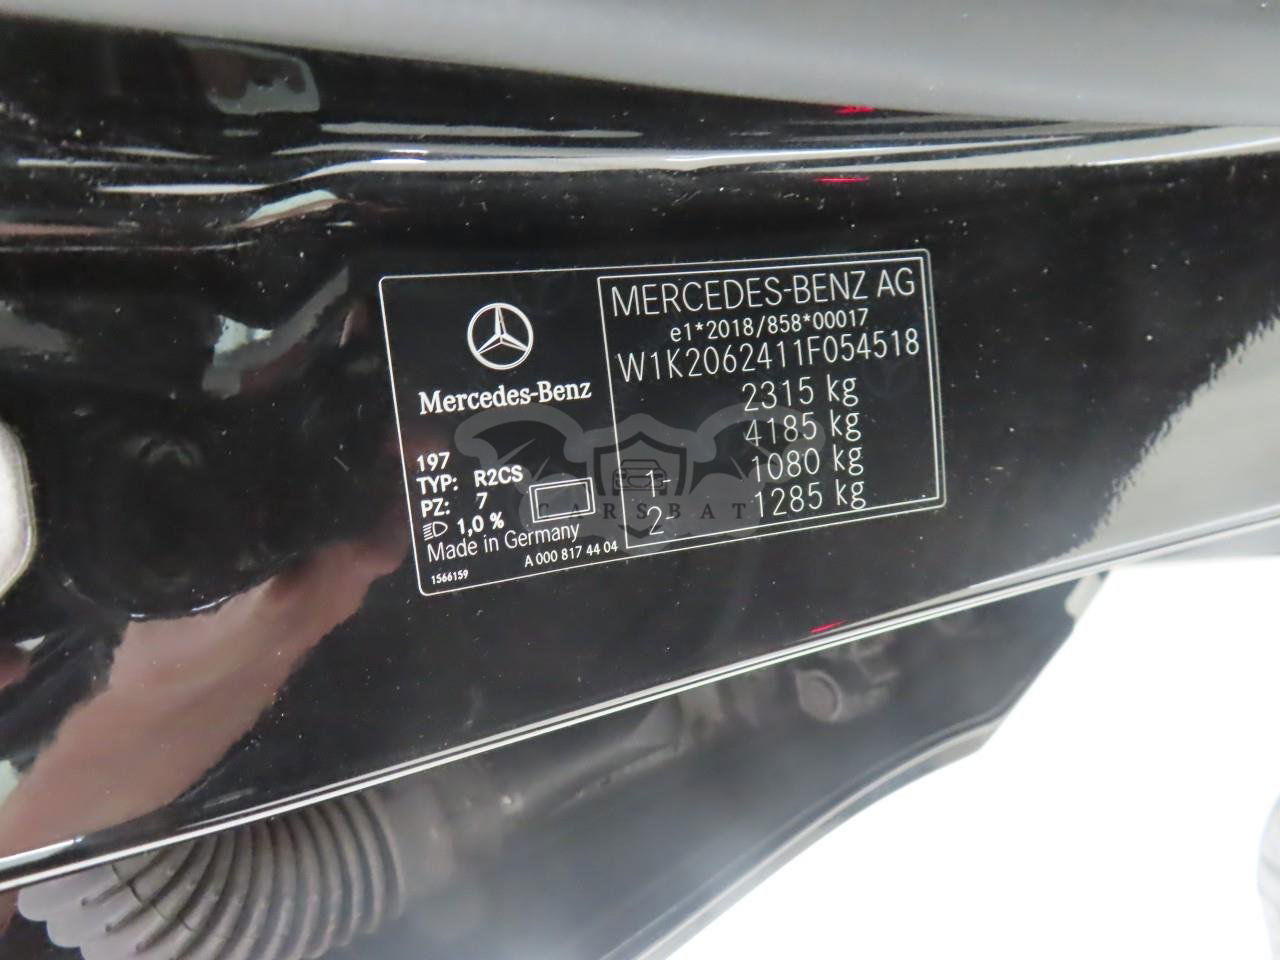 Mercedes-Benz
197
TYP: R2CS
PZ: 7
1,0 %
Made in Germany
1566159
A 000 817 44 04
MERCEDES-BENZ AG
e1*2018/858*00017
W1K2062411F054518
2315 kg
4185 kg
1- 1080 kg
2 1285 kg
CARSBAT